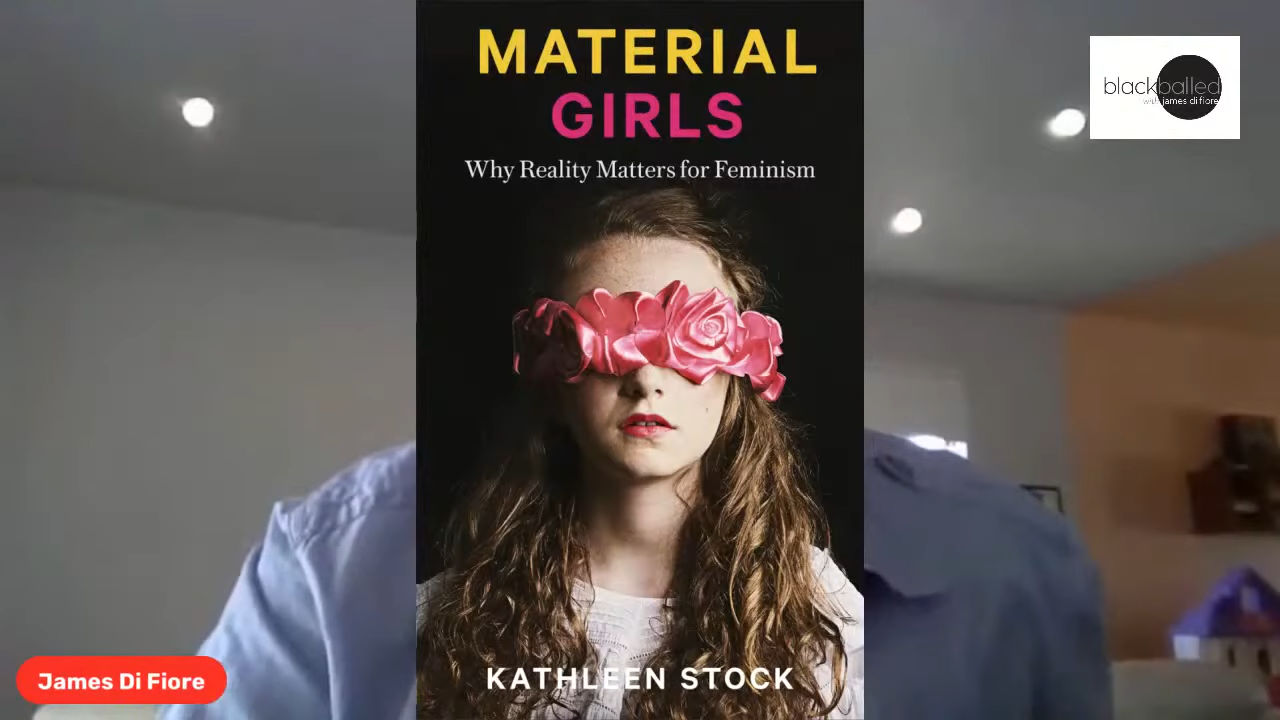 MATERIAL
GIRLS
Why Reality Matters for Feminism
blackballed
with james di fiore
KATHLEEN STOCK
James Di Fiore